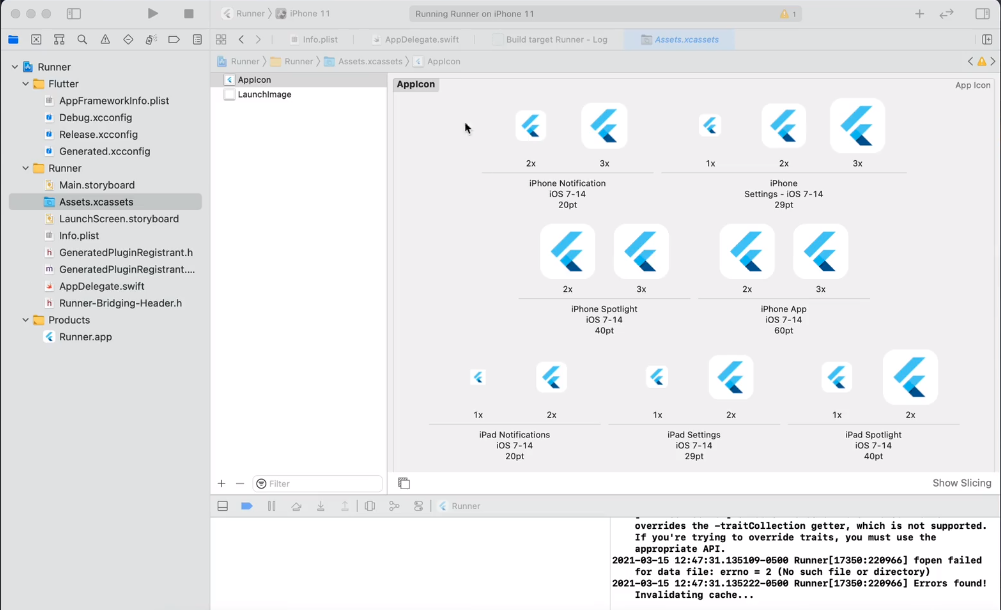 Runner
iPhone 11
Running Runner on iPhone 11
1
Info.plist
AppDelegate.swift
Build target Runner - Log
Assets.xcassets
Runner
Runner
Assets.xcassets
AppIcon
Runner
Flutter
AppFrameworkInfo.plist
Debug.xcconfig
Release.xcconfig
Generated.xcconfig
Runner
Main.storyboard
Assets.xcassets
LaunchScreen.storyboard
Info.plist
GeneratedPluginRegistrant.h
GeneratedPluginRegistrant....
AppDelegate.swift
Runner-Bridging-Header.h
Products
Runner.app
AppIcon
LaunchImage
Filter
AppIcon
App Icon
2x 3x
iPhone Notification
iOS 7-14
20pt
1x 2x 3x
iPhone
Settings - iOS 7-14
29pt
2x 3x
iPhone Spotlight
iOS 7-14
40pt
2x 3x
iPhone App
iOS 7-14
60pt
1x 2x
iPad Notifications
iOS 7-14
20pt
1x 2x
iPad Settings
iOS 7-14
29pt
1x 2x
iPad Spotlight
iOS 7-14
40pt
Show Slicing
Runner
overrides the -traitCollection getter, which is not supported.
If you're trying to override traits, you must use the
appropriate API.
2021-03-15 12:47:31.135109-0500 Runner[17350:220966] fopen failed
for data file: errno = 2 (No such file or directory)
2021-03-15 12:47:31.135222-0500 Runner[17350:220966] Errors found!
Invalidating cache...